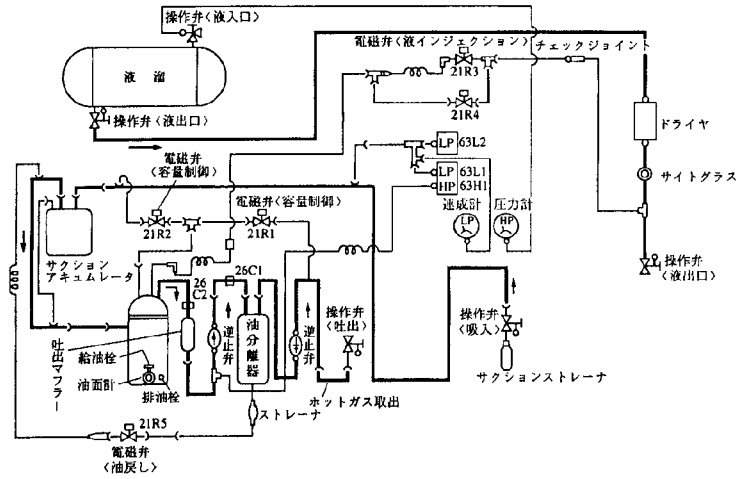 操作弁〈液入口〉
液溜
操作弁〈液出口〉
電磁弁〈液インジェクション〉
チェックジョイント
21R3
21R4
ドライヤ
サイトグラス
操作弁
〈液出口〉
電磁弁
〈容量制御〉
LP
63L2
LP
63L1
HP
63H1
連成計
圧力計
LP
HP
電磁弁〈容量制御〉
21R2
21R1
サクション
アキュムレータ
26
C2
26C1
操作弁
〈吐出〉
操作弁
〈吸入〉
逆止弁
油分離器
逆止弁
吐出マフラー
給油栓
油面計
排油栓
サクションストレーナ
ホットガス取出
ストレーナ
21R5
電磁弁
〈油戻し〉